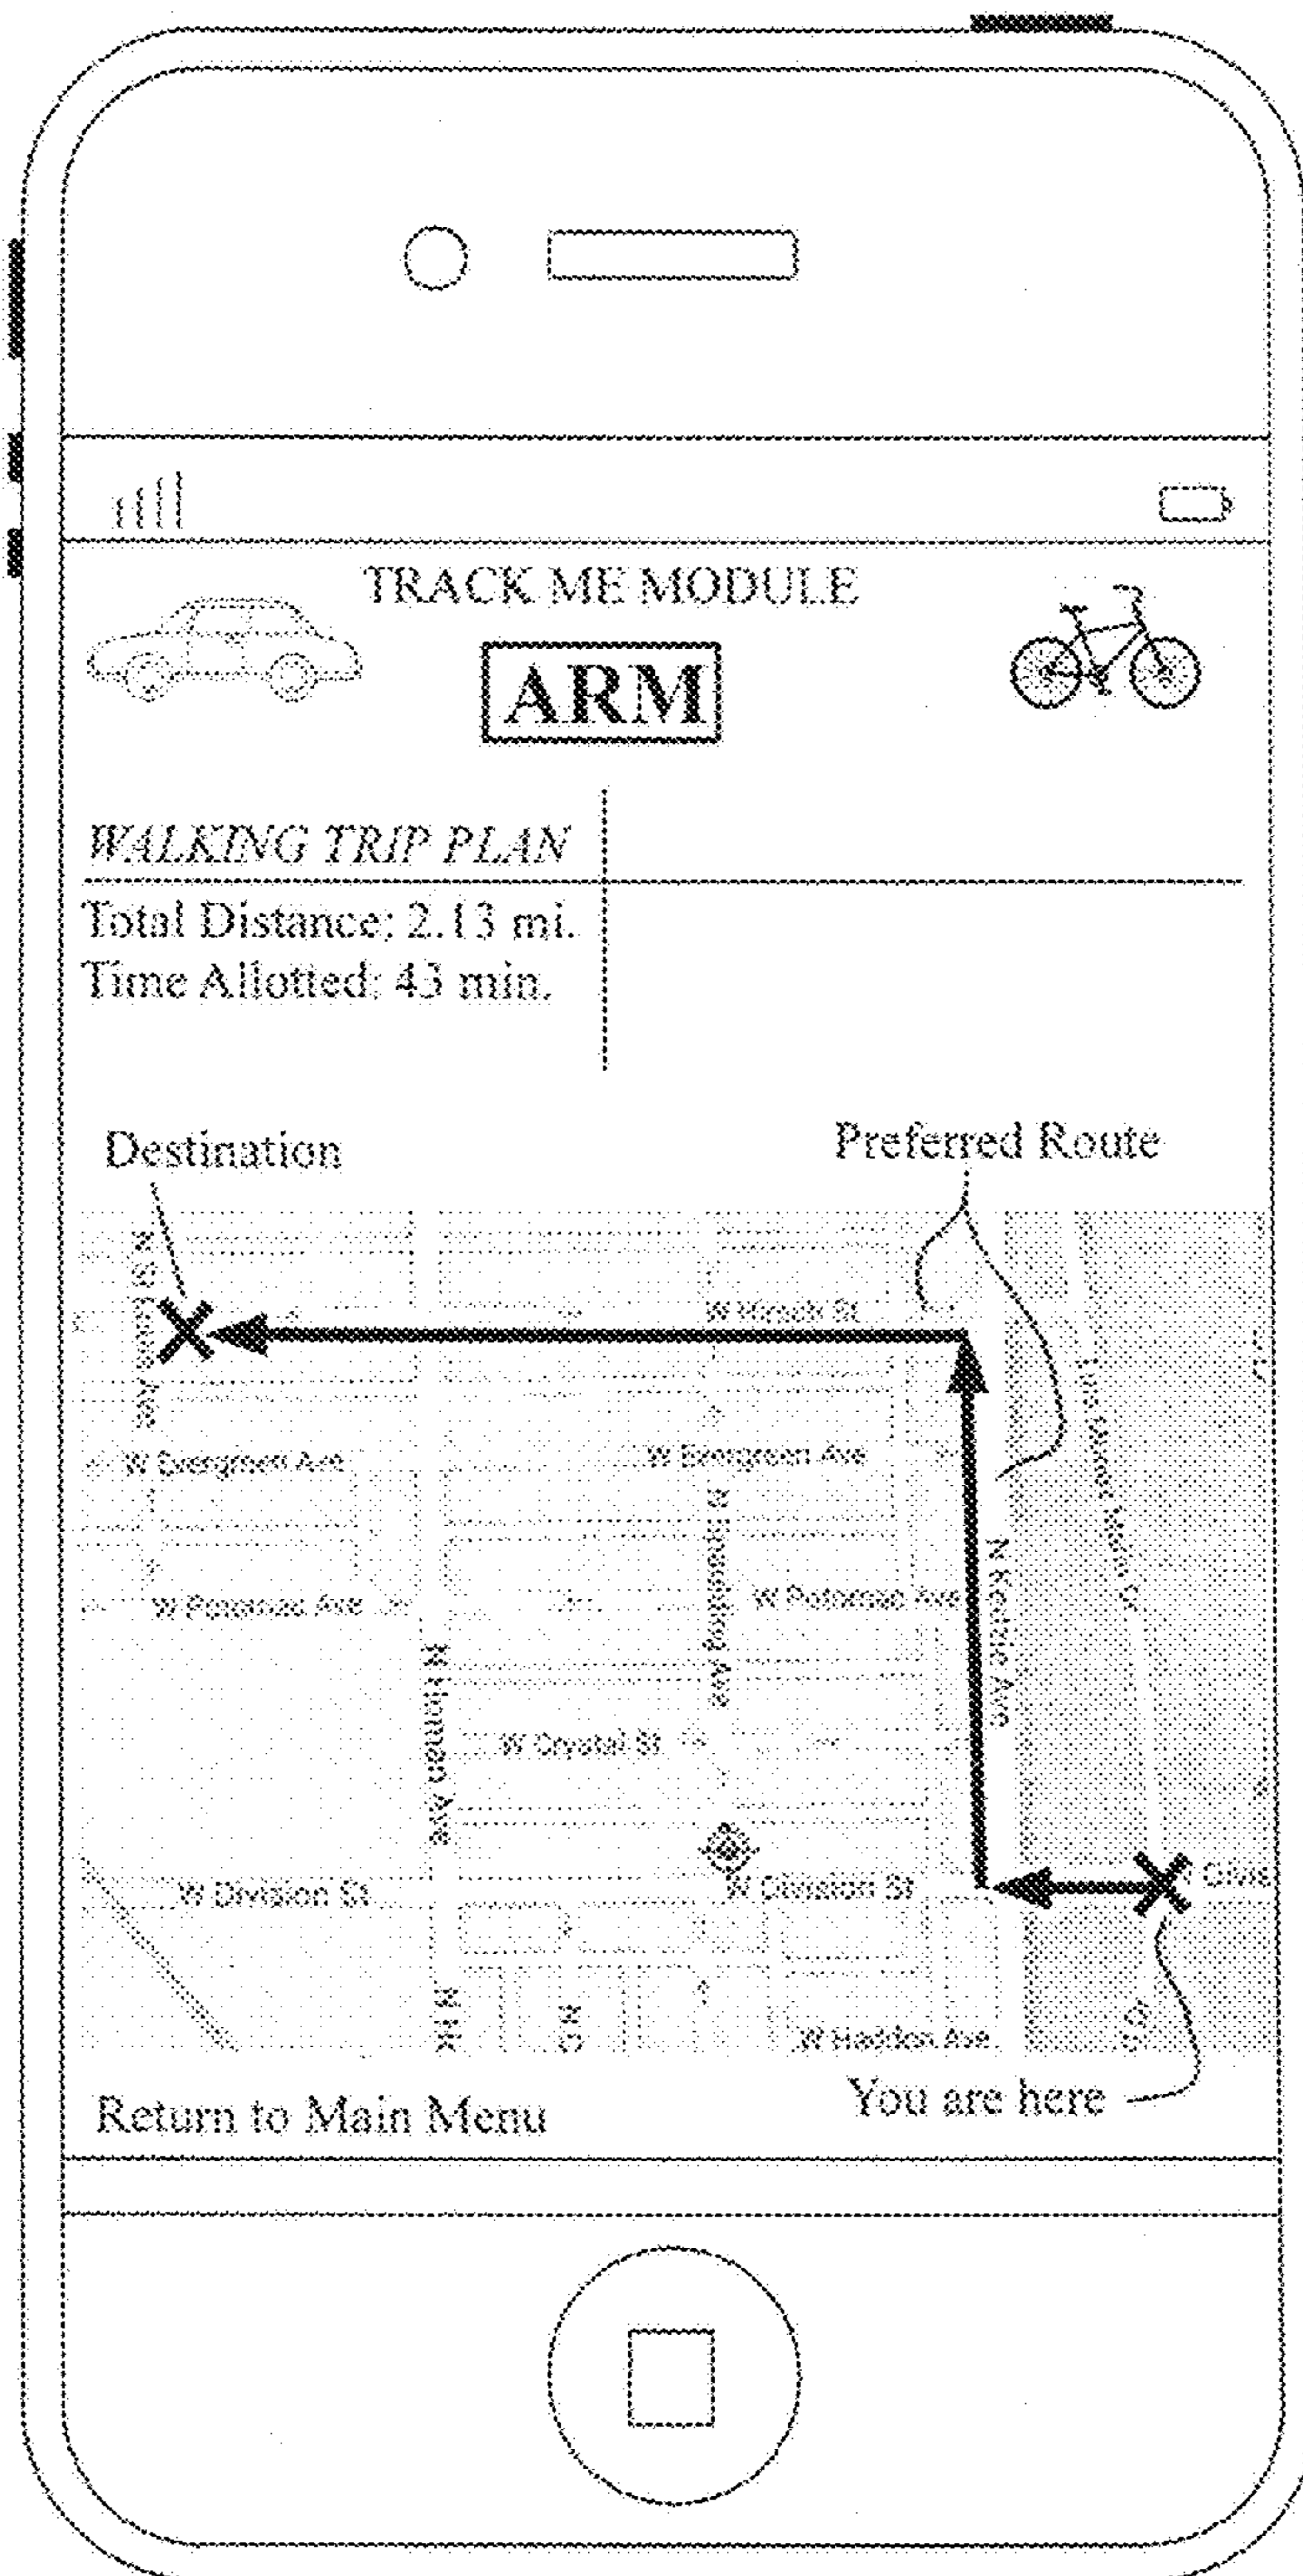 TRACK ME MODULE
ARM
WALKING TRIP PLAN
Total Distance: 2.13 mi.
Time Allotted: 43 min.
Destination
Preferred Route
W Hirsch St
W Evergreen Ave
W Evergreen Ave
W Potomac Ave
W Potomac Ave
N Kedzie Ave
N Homan Ave
W Crystal St
W Division St
W Division St
W Haddon Ave
You are here
Return to Main Menu